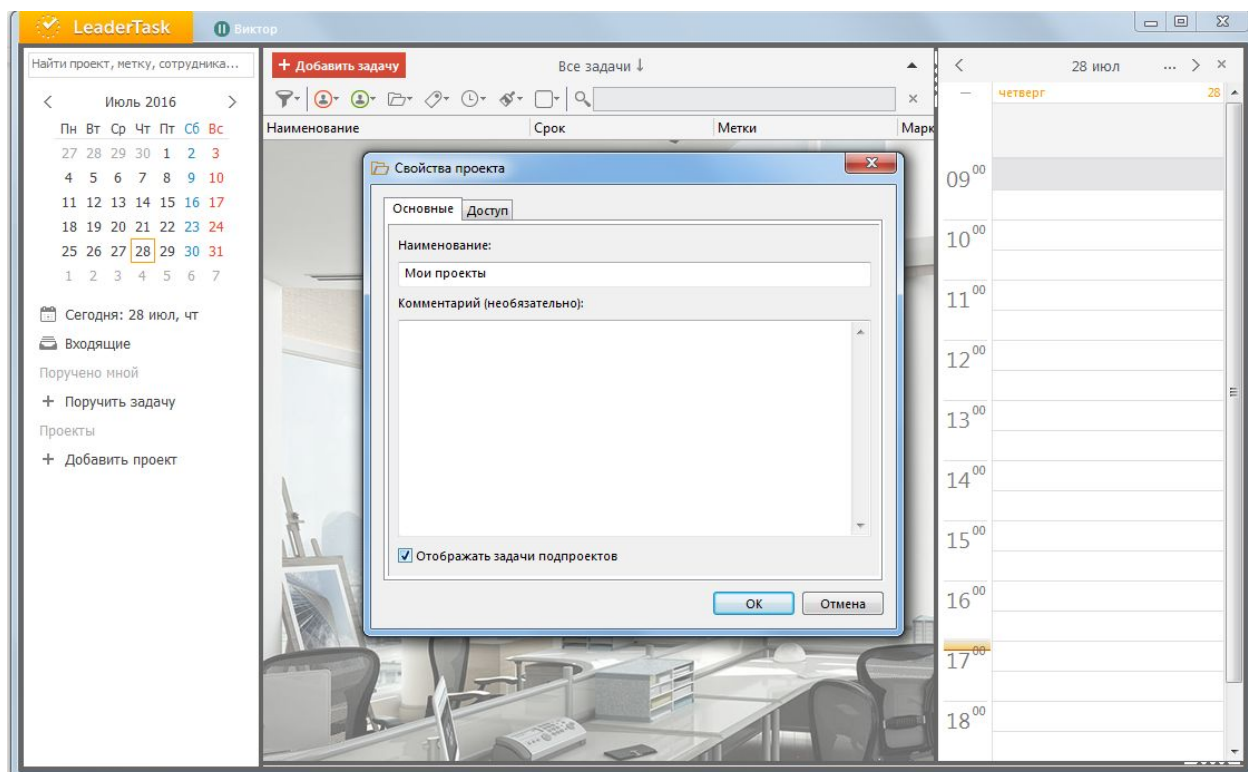 LeaderTask
Виктор
Найти проект, метку, сотрудника...
Июль 2016
Пн Вт Ср Чт Пт Сб Вс
27 28 29 30 1 2 3
4 5 6 7 8 9 10
11 12 13 14 15 16 17
18 19 20 21 22 23 24
25 26 27 28 29 30 31
1 2 3 4 5 6 7
Сегодня: 28 июл, чт
Входящие
Поручено мной
+ Поручить задачу
Проекты
+ Добавить проект
+ Добавить задачу
Все задачи ↓
Наименование Срок Метки Марк
Свойства проекта
Основные Доступ
Наименование:
Мои проекты
Комментарий (необязательно):
Отображать задачи подпроектов
ОК Отмена
28 июл ...
четверг 28
09 00
10 00
11 00
12 00
13 00
14 00
15 00
16 00
17 00
18 00